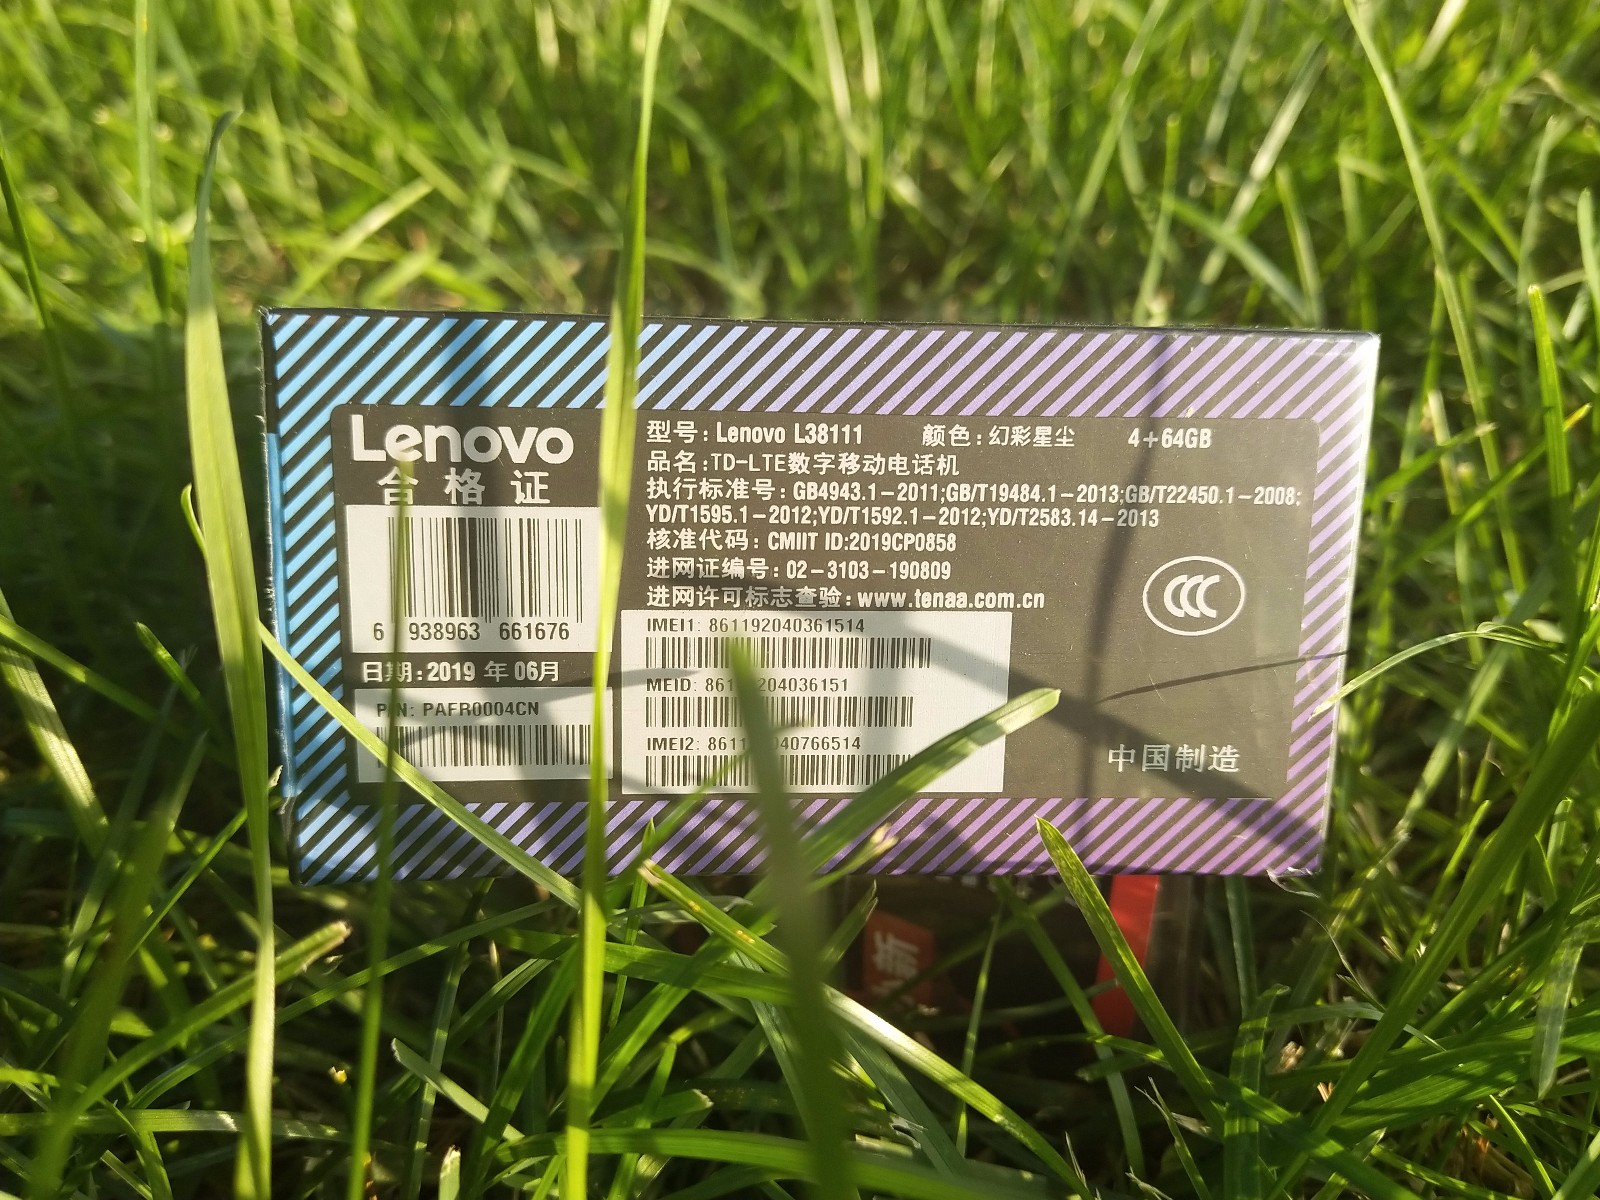 Lenovo
合格证
6 938963 661676
日期:2019 年 06月
P/N: PAFR0004CN
型号: Lenovo L38111 颜色: 幻彩星尘 4+64GB
品名:TD-LTE数字移动电话机
执行标准号: GB4943.1-2011;GB/T19484.1-2013;GB/T22450.1-2008;
YD/T1595.1-2012;YD/T1592.1-2012;YD/T2583.14-2013
核准代码: CMIIT ID:2019CP0858
进网证编号: 02-3103-190809
进网许可标志查验: www.tenaa.com.cn
IMEI1: 861192040361514
MEID:
IMEI2:
CCC
中国制造
新